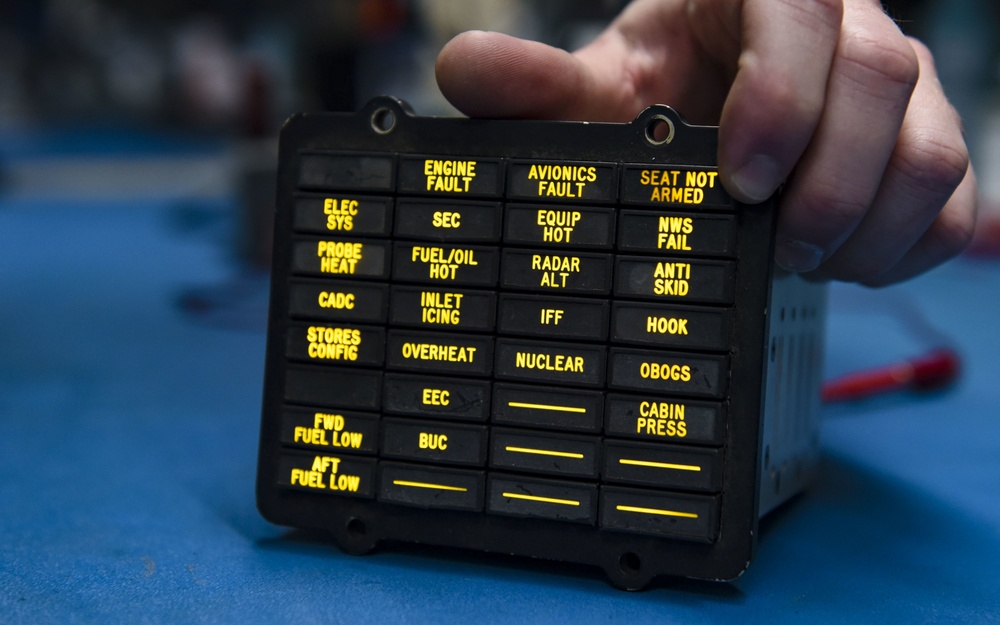 ENGINE
FAULT
AVIONICS
FAULT
SEAT NOT
ARMED
ELEC
SYS
SEC
EQUIP
HOT
NWS
FAIL
PROBE
HEAT
FUEL/OIL
HOT
RADAR
ALT
ANTI
SKID
CADC
INLET
ICING
IFF
HOOK
STORES
CONFIG
OVERHEAT
NUCLEAR
OBOGS
EEC
CABIN
PRESS
FWD
FUEL LOW
BUC
AFT
FUEL LOW